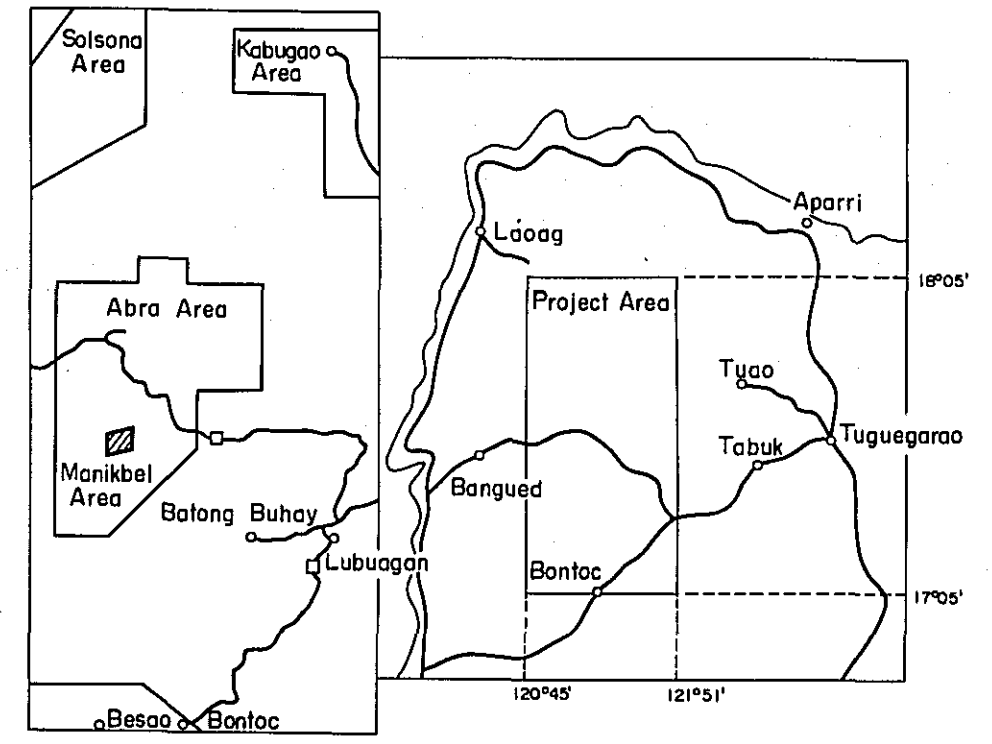 Solsona
Area
Kabugao
Area
Abra Area
Manikbel
Area
Batong Buhay
Lubuagan
Besao
Bontoc
Aparri
Laoag
18°05'
Project Area
Tuao
Tuguegarao
Tabuk
Bangued
Bontoc
17°05'
120°45'
121°51'